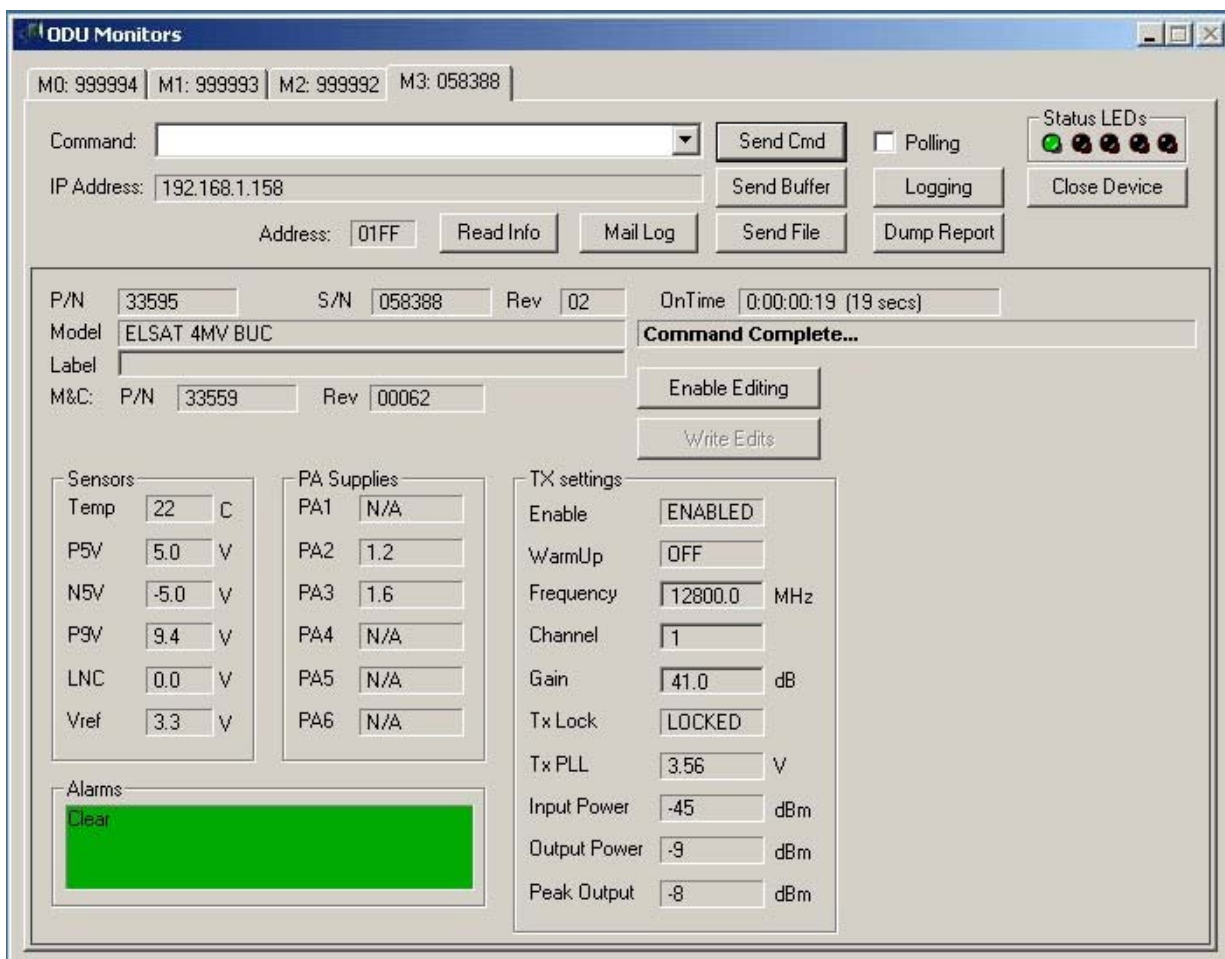 ODU Monitors
M0: 999994 M1: 999993 M2: 999992 M3: 058388
Command: Send Cmd Polling Status LEDs
IP Address: 192.168.1.158 Send Buffer Logging Close Device
Address: 01FF Read Info Mail Log Send File Dump Report
P/N 33595 S/N 058388 Rev 02 OnTime 0:00:00:19 (19 secs)
Model ELSAT 4MV BUC Command Complete...
Label
M&C: P/N 33559 Rev 00062 Enable Editing
Write Edits
Sensors
Temp 22 C
P5V 5.0 V
N5V -5.0 V
P9V 9.4 V
LNC 0.0 V
Vref 3.3 V
PA Supplies
PA1 N/A
PA2 1.2
PA3 1.6
PA4 N/A
PA5 N/A
PA6 N/A
TX settings
Enable ENABLED
WarmUp OFF
Frequency 12800.0 MHz
Channel 1
Gain 41.0 dB
Tx Lock LOCKED
Tx PLL 3.56 V
Input Power -45 dBm
Output Power -9 dBm
Peak Output -8 dBm
Alarms
Clear